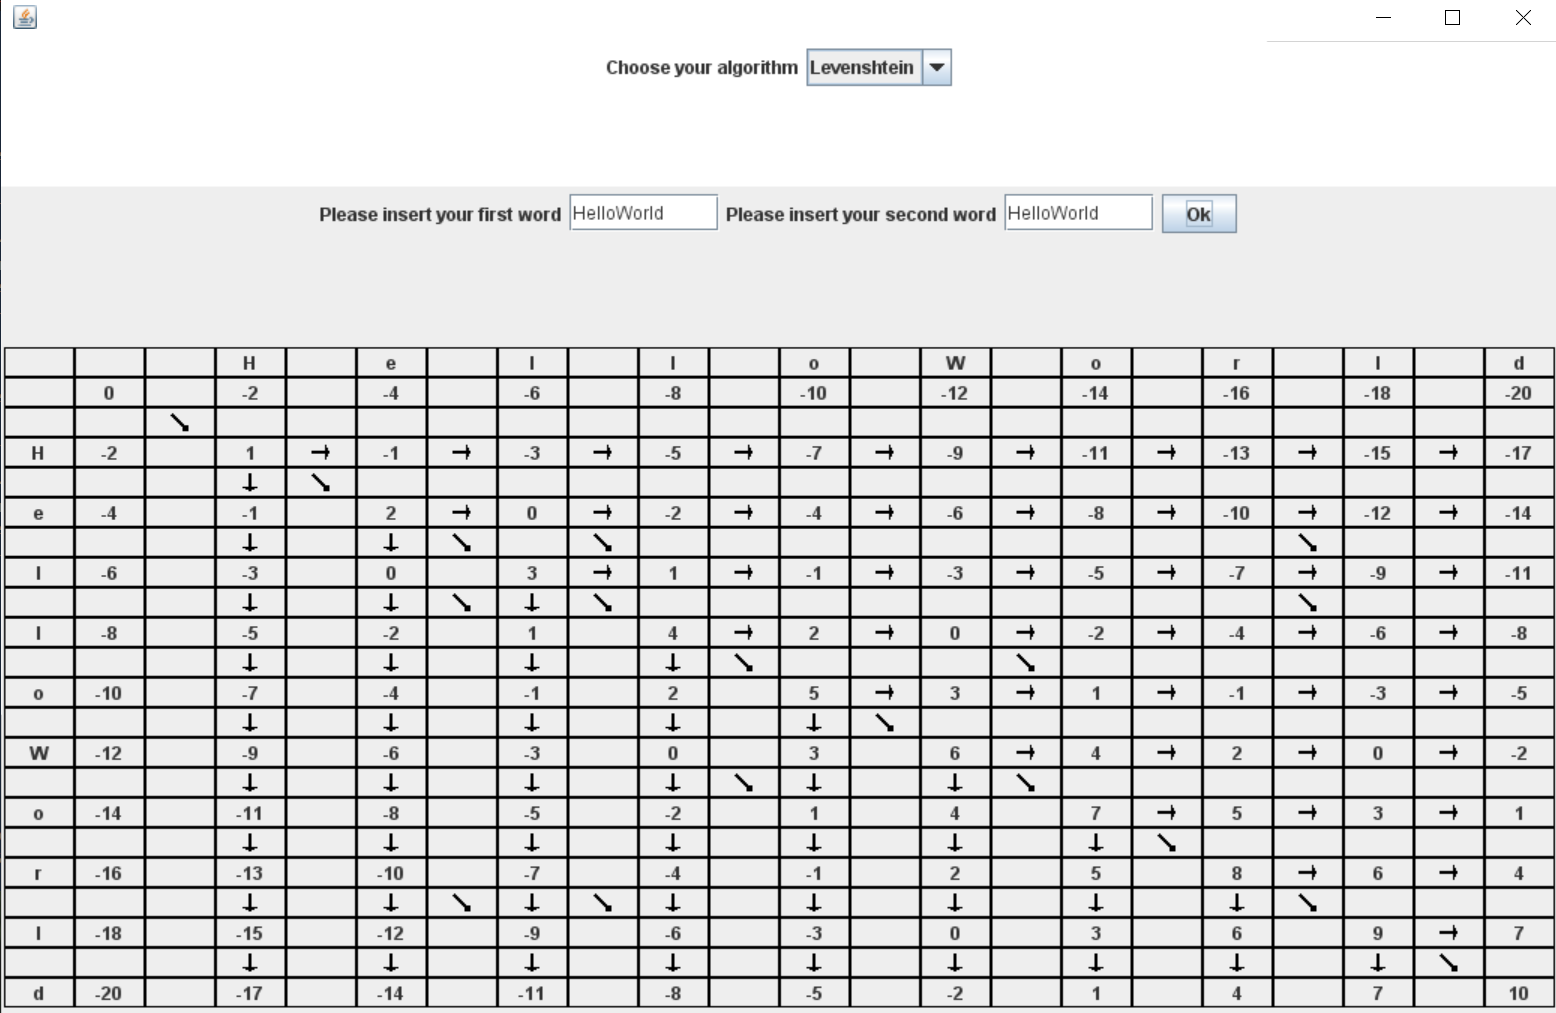 Choose your algorithm Levenshtein
Please insert your first word HelloWorld Please insert your second word HelloWorld Ok
H e l l o W o r l d
0 -2 -4 -6 -8 -10 -12 -14 -16 -18 -20
↘
H -2 1 → -1 → -3 → -5 → -7 → -9 → -11 → -13 → -15 → -17
↓ ↘
e -4 -1 2 → 0 → -2 → -4 → -6 → -8 → -10 → -12 → -14
↓ ↓ ↘ ↘ ↘
l -6 -3 0 3 → 1 → -1 → -3 → -5 → -7 → -9 → -11
↓ ↓ ↘ ↓ ↘ ↘
l -8 -5 -2 1 4 → 2 → 0 → -2 → -4 → -6 → -8
↓ ↓ ↓ ↓ ↘ ↘
o -10 -7 -4 -1 2 5 → 3 → 1 → -1 → -3 → -5
↓ ↓ ↓ ↓ ↓ ↘
W -12 -9 -6 -3 0 3 6 → 4 → 2 → 0 → -2
↓ ↓ ↓ ↓ ↘ ↓ ↓ ↘
o -14 -11 -8 -5 -2 1 4 7 → 5 → 3 → 1
↓ ↓ ↓ ↓ ↓ ↓ ↓ ↘
r -16 -13 -10 -7 -4 -1 2 5 8 → 6 → 4
↓ ↓ ↘ ↓ ↘ ↓ ↓ ↓ ↓ ↓ ↘
l -18 -15 -12 -9 -6 -3 0 3 6 9 → 7
↓ ↓ ↓ ↓ ↓ ↓ ↓ ↓ ↓ ↘
d -20 -17 -14 -11 -8 -5 -2 1 4 7 10